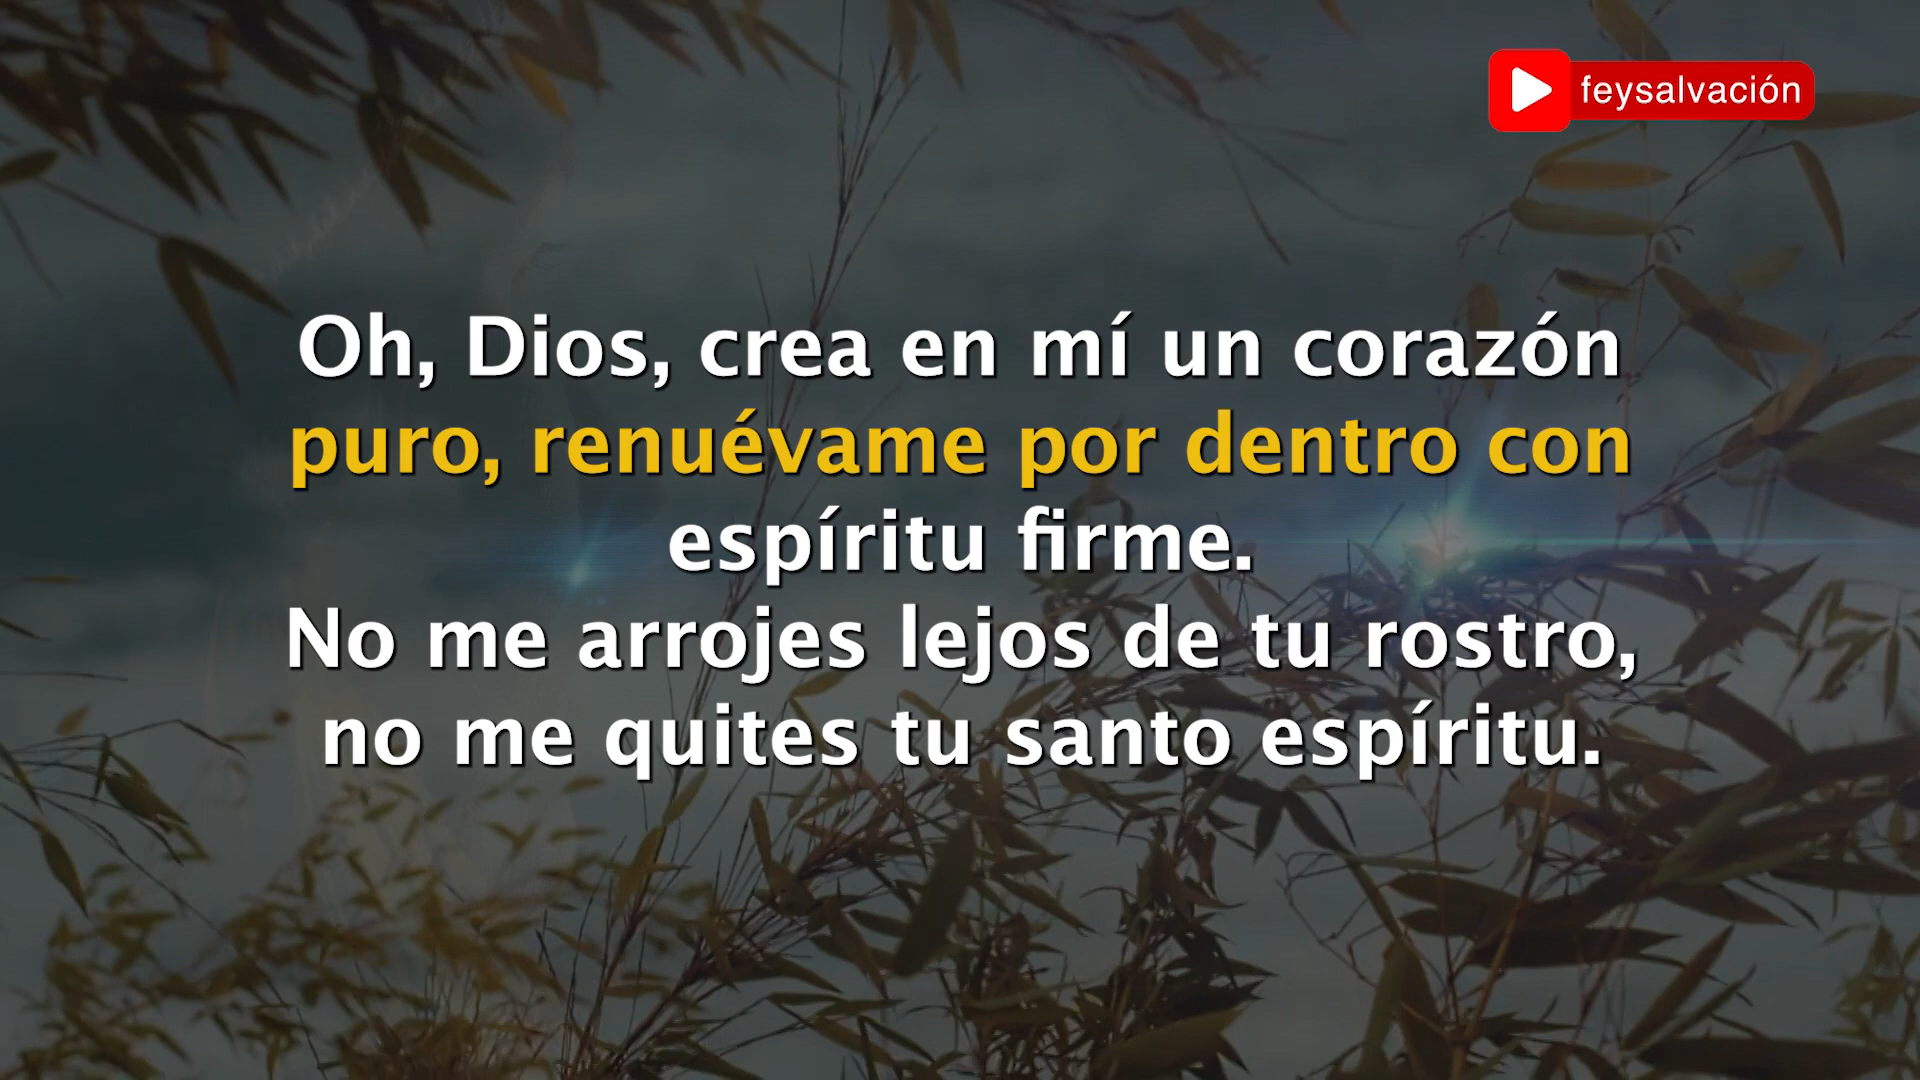 feysalvación
Oh, Dios, crea en mí un corazón
puro, renuévame por dentro con
espíritu firme.
No me arrojes lejos de tu rostro,
no me quites tu santo espíritu.